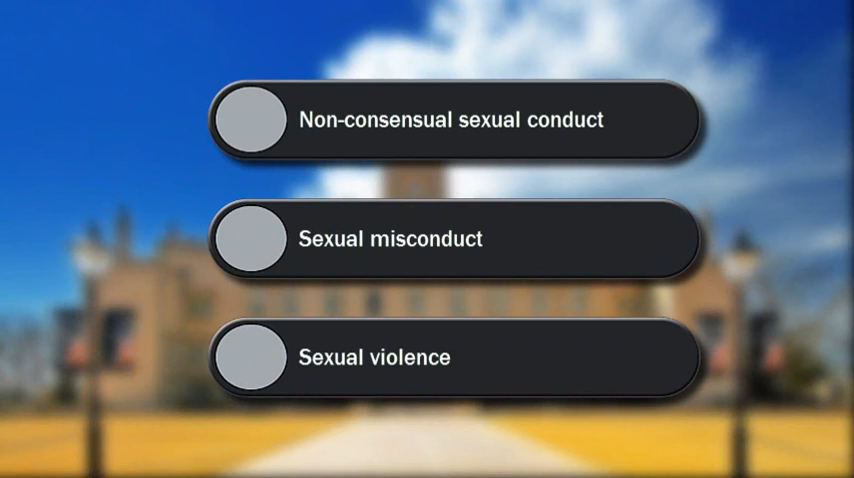 Non-consensual sexual conduct
Sexual misconduct
Sexual violence